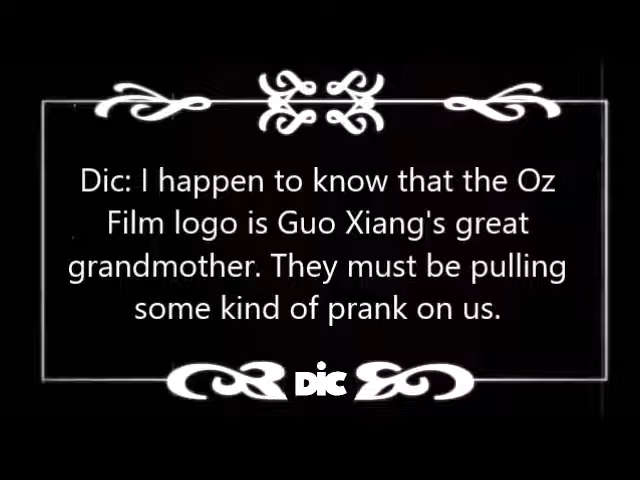 Dic: I happen to know that the Oz
Film logo is Guo Xiang's great
grandmother. They must be pulling
some kind of prank on us.
DiC